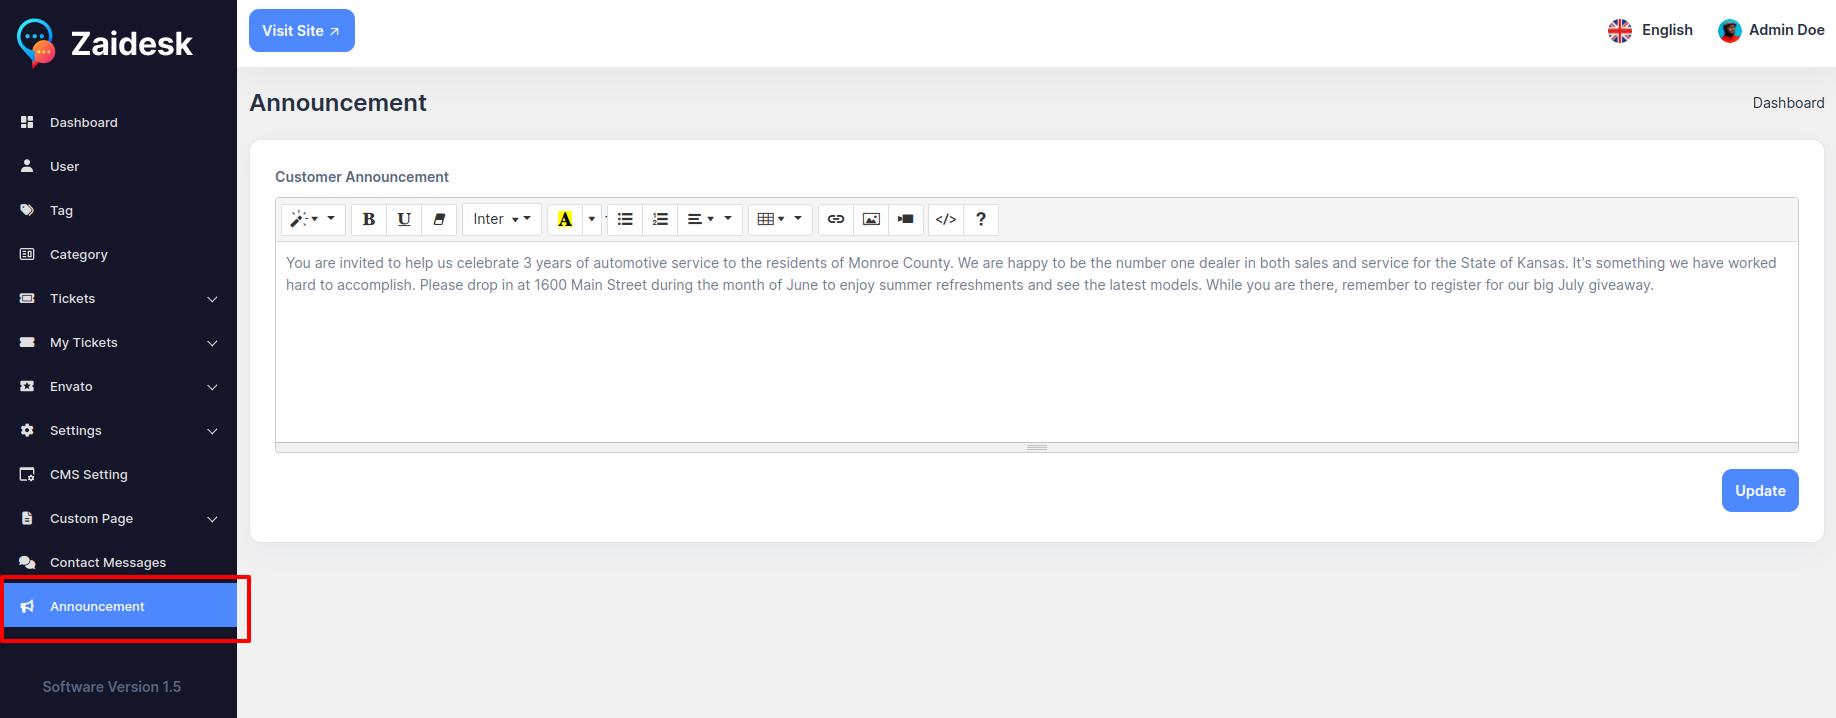 Zaidesk
Visit Site
English
Admin Doe
Dashboard
User
Tag
Category
Tickets
My Tickets
Envato
Settings
CMS Setting
Custom Page
Contact Messages
Announcement
Software Version 1.5
Announcement
Dashboard
Customer Announcement
B U Inter A </> ?
You are invited to help us celebrate 3 years of automotive service to the residents of Monroe County. We are happy to be the number one dealer in both sales and service for the State of Kansas. It's something we have worked
hard to accomplish. Please drop in at 1600 Main Street during the month of June to enjoy summer refreshments and see the latest models. While you are there, remember to register for our big July giveaway.
Update